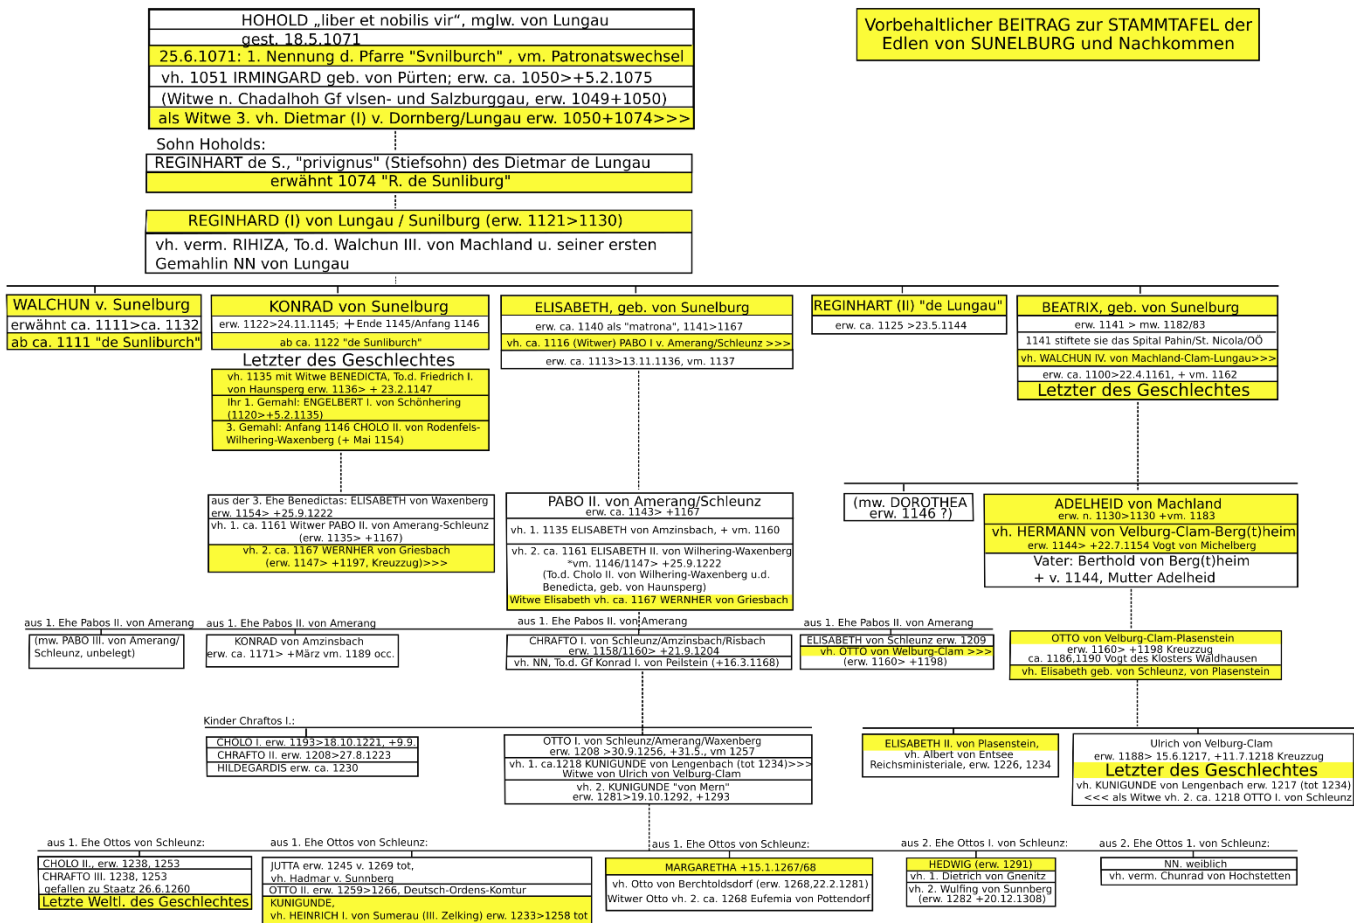 HOHOLD „liber et nobilis vir“, mglw. von Lungau
gest. 18.5.1071
25.6.1071: 1. Nennung d. Pfarre "Svnilburch" , vm. Patronatswechsel
vh. 1051 IRMINGARD geb. von Pürten; erw. ca. 1050>+5.2.1075
(Witwe n. Chadalhoh Gf vlsen- und Salzburggau, erw. 1049+1050)
als Witwe 3. vh. Dietmar (I) v. Dornberg/Lungau erw. 1050+1074>>>
Vorbehaltlicher BEITRAG zur STAMMTAFEL der
Edlen von SUNELBURG und Nachkommen
Sohn Hoholds:
REGINHART de S., "privignus" (Stiefsohn) des Dietmar de Lungau
erwähnt 1074 "R. de Sunliburg"
REGINHARD (I) von Lungau / Sunilburg (erw. 1121>1130)
vh. verm. RIHIZA, To.d. Walchun III. von Machland u. seiner ersten
Gemahlin NN von Lungau
WALCHUN v. Sunelburg
erwähnt ca. 1111>ca. 1132
ab ca. 1111 "de Sunliburch"
KONRAD von Sunelburg
erw. 1122>24.11.1145; +Ende 1145/Anfang 1146
ab ca. 1122 "de Sunliburch"
Letzter des Geschlechtes
vh. 1135 mit Witwe BENEDICTA, To.d. Friedrich I.
von Haunsperg erw. 1136> + 23.2.1147
Ihr 1. Gemahl: ENGELBERT I. von Schönhering
(1120>+5.2.1135)
3. Gemahl: Anfang 1146 CHOLO II. von Rodenfels-
Wilhering-Waxenberg (+ Mai 1154)
ELISABETH, geb. von Sunelburg
erw. ca. 1140 als "matrona", 1141>1167
vh. ca. 1116 (Witwer) PABO I v. Amerang/Schleunz >>>
erw. ca. 1113>13.11.1136, vm. 1137
REGINHART (II) "de Lungau"
erw. ca. 1125 >23.5.1144
BEATRIX, geb. von Sunelburg
erw. 1141 > mw. 1182/83
1141 stiftete sie das Spital Pahin/St. Nicola/OÖ
vh. WALCHUN IV. von Machland-Clam-Lungau>>>
erw. ca. 1100>22.4.1161, + vm. 1162
Letzter des Geschlechtes
aus der 3. Ehe Benedictas: ELISABETH von Waxenberg
erw. 1154> +25.9.1222
vh. 1. ca. 1161 Witwer PABO II. von Amerang-Schleunz
(erw. 1135> +1167)
vh. 2. ca. 1167 WERNHER von Griesbach
(erw. 1147> +1197, Kreuzzug)>>>
PABO II. von Amerang/Schleunz
erw. ca. 1143> +1167
vh. 1. 1135 ELISABETH von Amzinsbach, + vm. 1160
vh. 2. ca. 1161 ELISABETH II. von Wilhering-Waxenberg
*vm. 1146/1147> +25.9.1222
(To.d. Cholo II. von Wilhering-Waxenberg u.d.
Benedicta, geb. von Haunsperg)
Witwe Elisabeth vh. ca. 1167 WERNHER von Griesbach
(mw. DOROTHEA
erw. 1146 ?)
ADELHEID von Machland
erw. n. 1130>1130 +vm. 1183
vh. HERMANN von Velburg-Clam-Berg(t)heim
erw. 1144> +22.7.1154 Vogt von Michelberg
Vater: Berthold von Berg(t)heim
+ v. 1144, Mutter Adelheid
aus 1. Ehe Pabos II. von Amerang
(mw. PABO III. von Amerang/
Schleunz, unbelegt)
aus 1. Ehe Pabos II. von Amerang
KONRAD von Amzinsbach
erw. ca. 1171> +März vm. 1189 occ.
aus 1. Ehe Pabos II. von Amerang
CHRAFTO I. von Schleunz/Amzinsbach/Risbach
erw. 1158/1160> +21.9.1204
vh. NN, To.d. Gf Konrad I. von Peilstein (+16.3.1168)
aus 1. Ehe Pabos II. von Amerang
ELISABETH von Schleunz erw. 1209
vh. OTTO von Welburg-Clam >>>
(erw. 1160> +1198)
OTTO von Velburg-Clam-Plasenstein
erw. 1160> +1198 Kreuzzug
ca. 1186,1190 Vogt des Klosters Waldhausen
vh. Elisabeth geb. von Schleunz, von Plasenstein
Kinder Chraftos I.:
CHOLO I. erw. 1193>18.10.1221, +9.9.
CHRAFTO II. erw. 1208>27.8.1223
HILDEGARDIS erw. ca. 1230
OTTO I. von Schleunz/Amerang/Waxenberg
erw. 1208 >30.9.1256, +31.5., vm 1257
vh. 1. ca.1218 KUNIGUNDE von Lengenbach (tot 1234)>>>
Witwe von Ulrich von Velburg-Clam
vh. 2. KUNIGUNDE "von Mern"
erw. 1281>19.10.1292, +1293
ELISABETH II. von Plasenstein,
vh. Albert von Entsee
Reichsministeriale, erw. 1226, 1234
Ulrich von Velburg-Clam
erw. 1188> 15.6.1217, +11.7.1218 Kreuzzug
Letzter des Geschlechtes
vh. KUNIGUNDE von Lengenbach erw. 1217 (tot 1234)
<<< als Witwe vh. 2. ca. 1218 OTTO I. von Schleunz
aus 1. Ehe Ottos von Schleunz:
CHOLO II., erw. 1238, 1253
CHRAFTO III. 1238, 1253
gefallen zu Staatz 26.6.1260
Letzte Weltl. des Geschlechtes
aus 1. Ehe Ottos von Schleunz:
JUTTA erw. 1245 v. 1269 tot,
vh. Hadmar v. Sunnberg
OTTO II. erw. 1259>1266, Deutsch-Ordens-Komtur
KUNIGUNDE,
vh. HEINRICH I. von Sumerau (III. Zelking) erw. 1233>1258 tot
aus 1. Ehe Ottos von Schleunz:
MARGARETHA +15.1.1267/68
vh. Otto von Berchtoldsdorf (erw. 1268,22.2.1281)
Witwer Otto vh. 2. ca. 1268 Eufemia von Pottendorf
aus 2. Ehe Ottos I. von Schleunz:
HEDWIG (erw. 1291)
vh. 1. Dietrich von Gnenitz
vh. 2. Wulfing von Sunnberg
(erw. 1282 +20.12.1308)
aus 2. Ehe Ottos 1. von Schleunz:
NN. weiblich
vh. verm. Chunrad von Hochstetten